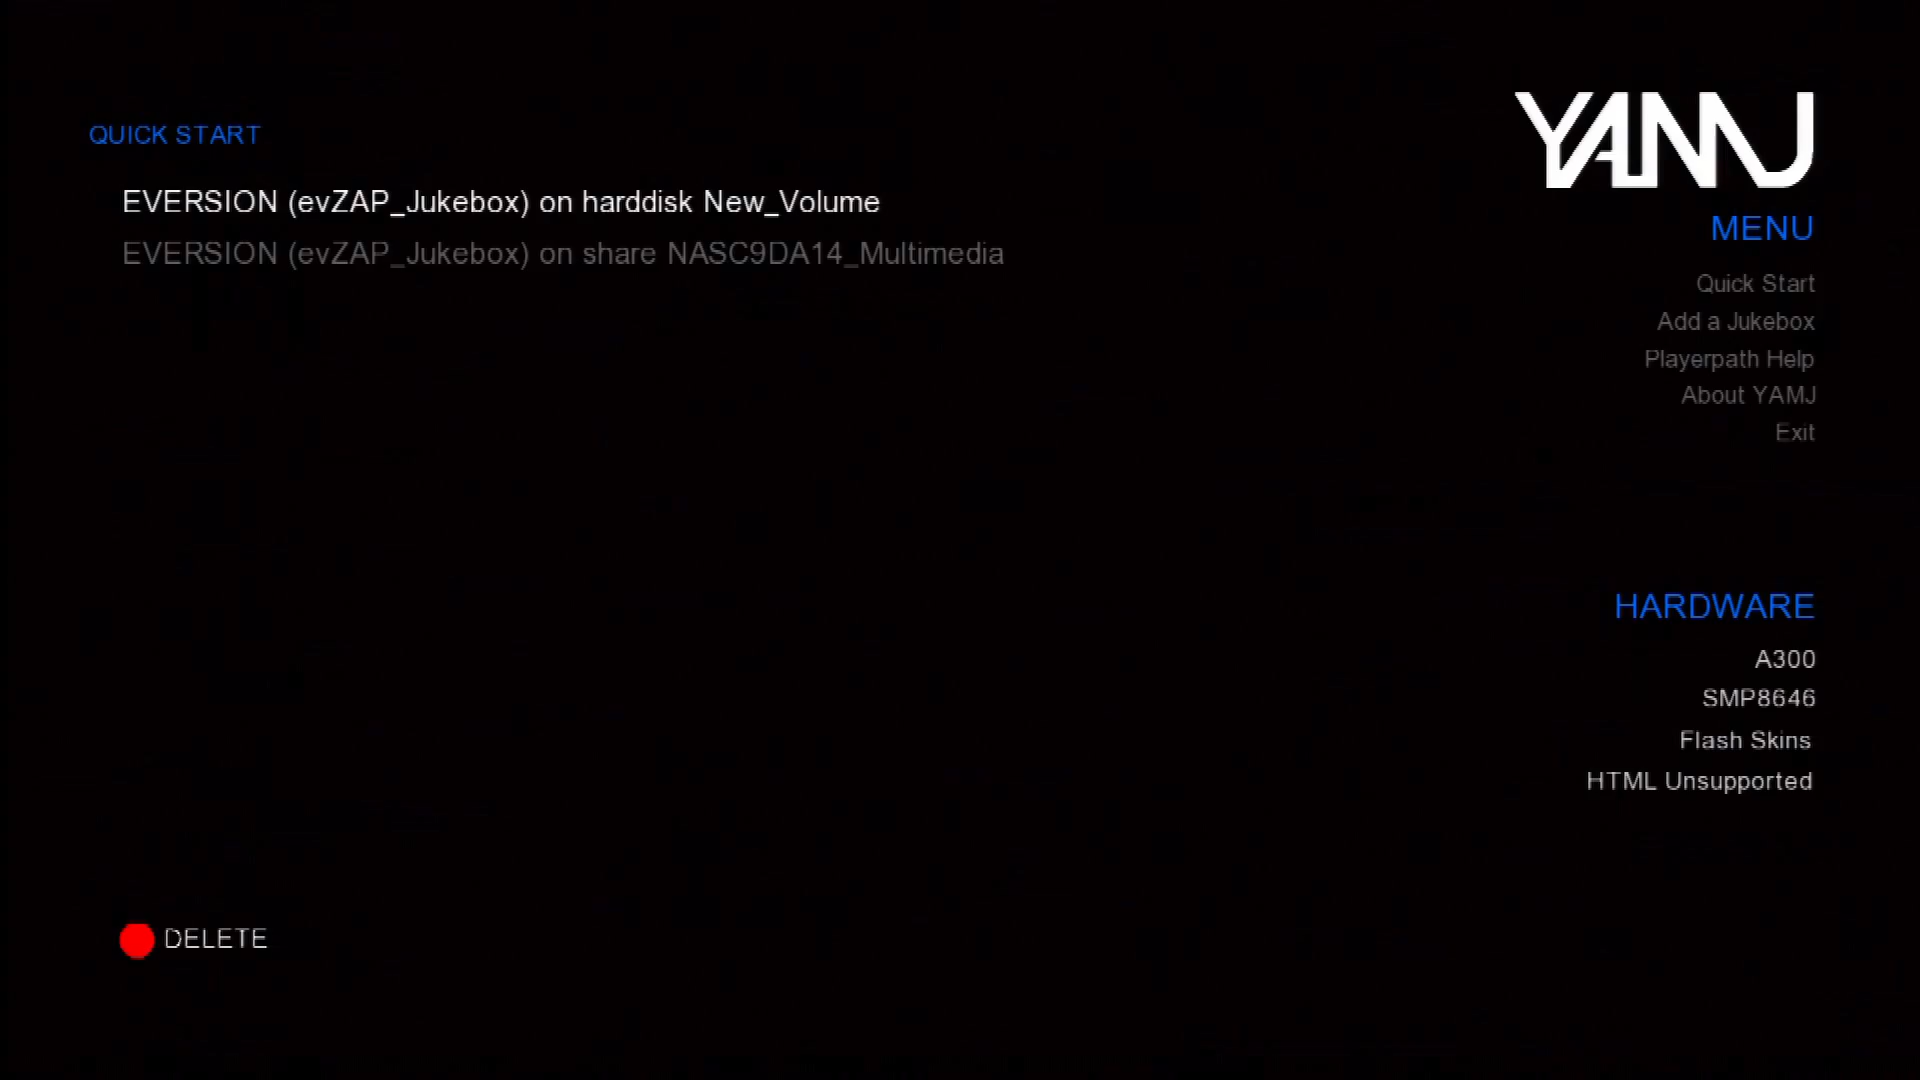 QUICK START
EVERSION (evZAP_Jukebox) on harddisk New_Volume
EVERSION (evZAP_Jukebox) on share NASC9DA14_Multimedia
DELETE
YAMJ
MENU
Quick Start
Add a Jukebox
Playerpath Help
About YAMJ
Exit
HARDWARE
A300
SMP8646
Flash Skins
HTML Unsupported